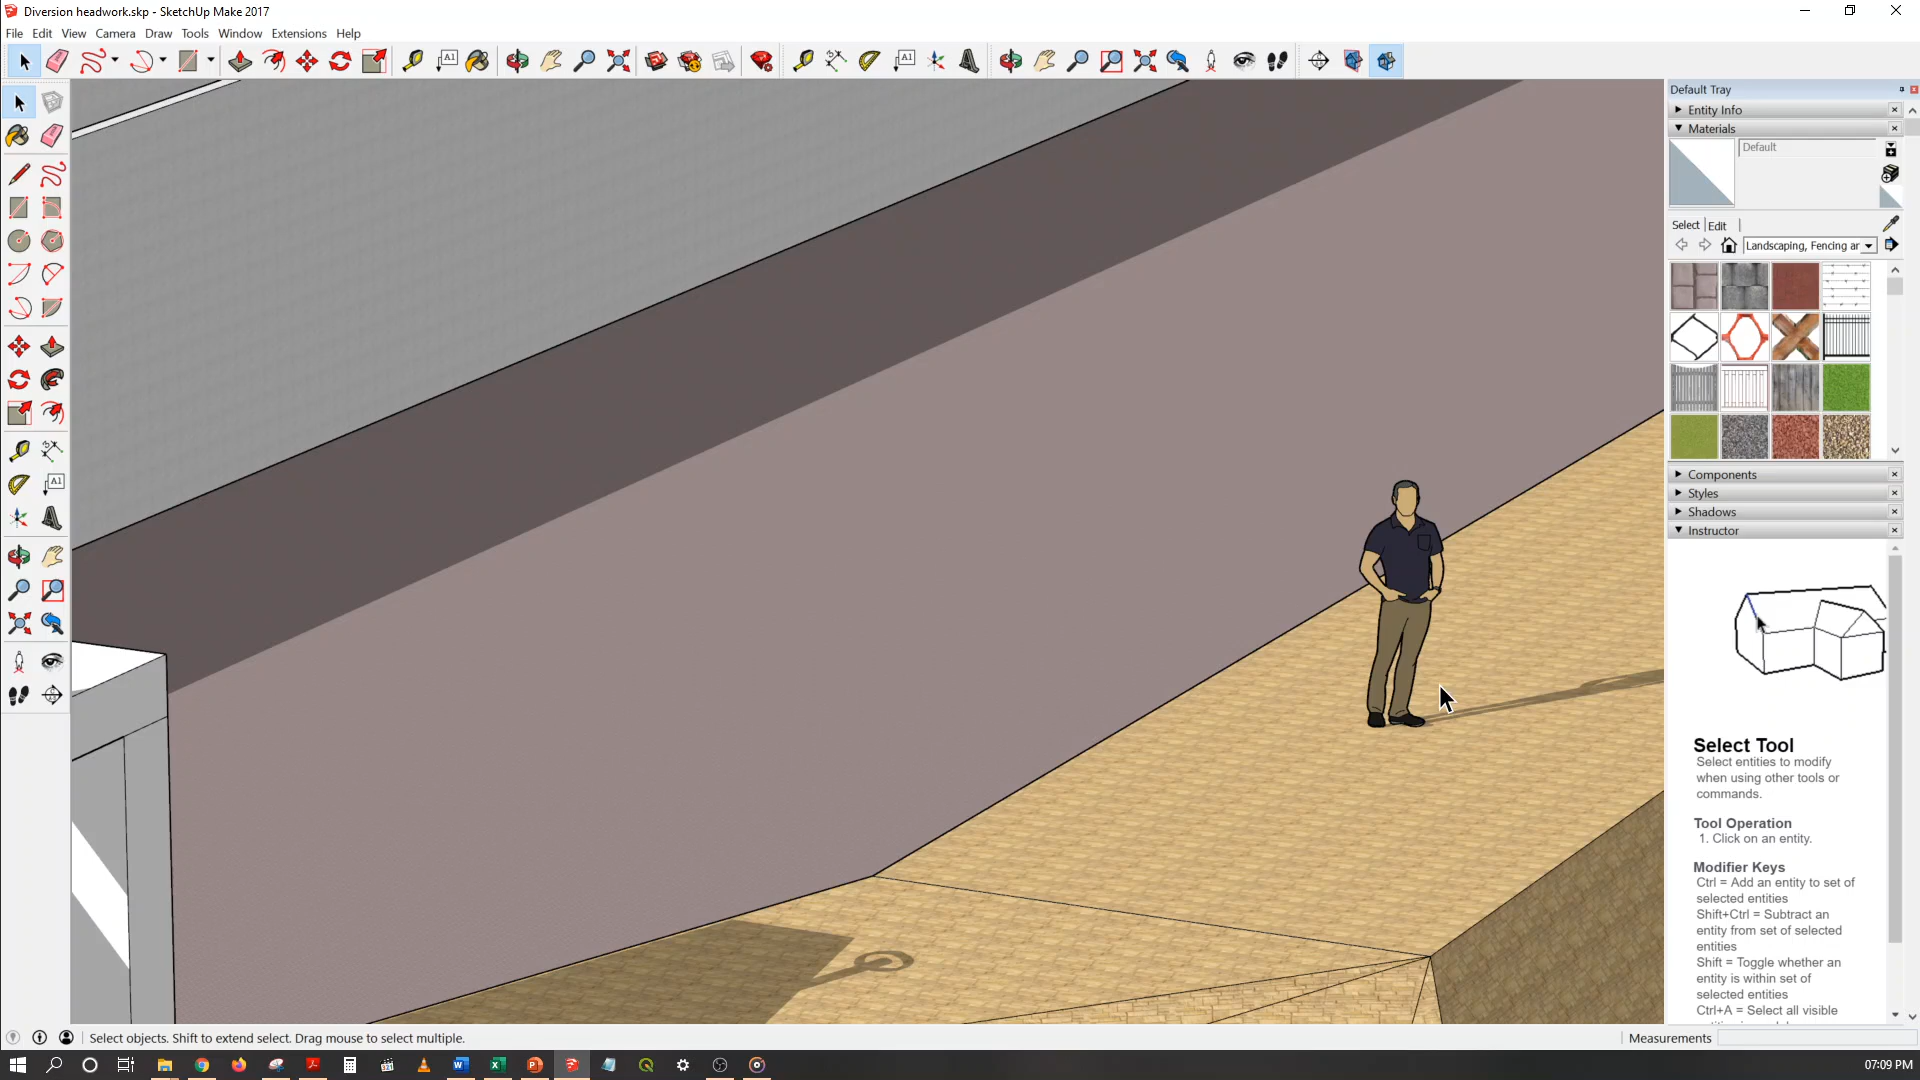 Diversion headwork.skp - SketchUp Make 2017
File Edit View Camera Draw Tools Window Extensions Help
A1
A1
Default Tray
Entity Info
Materials
Default
Select Edit
Landscaping, Fencing ar
A1
Components
Styles
Shadows
Instructor
Select Tool
Select entities to modify
when using other tools or
commands.
Tool Operation
1. Click on an entity.
Modifier Keys
Ctrl = Add an entity to set of
selected entities
Shift+Ctrl = Subtract an
entity from set of selected
entities
Shift = Toggle whether an
entity is within set of
selected entities
Ctrl+A = Select all visible
Select objects. Shift to extend select. Drag mouse to select multiple.
Measurements
07:09 PM